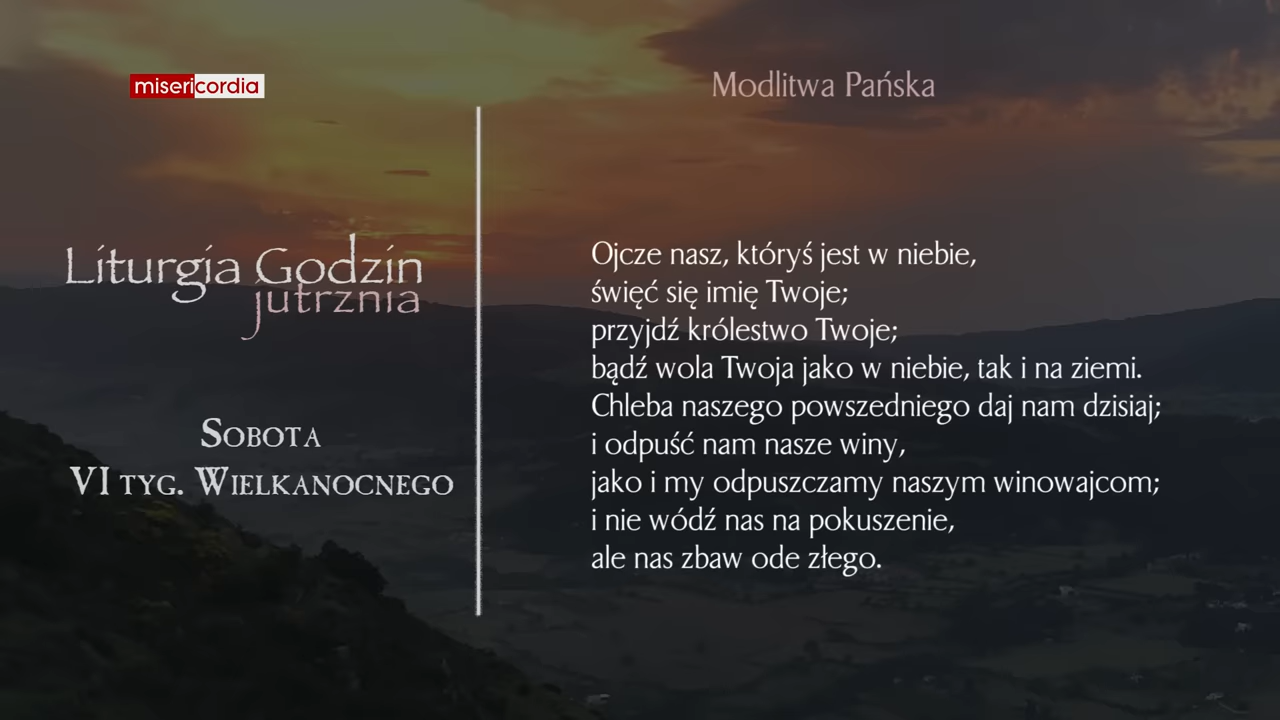 misericordia
Modlitwa Pańska
Liturgia Godzin
jutrznia
Sobota
VI tyg. Wielkanocnego
Ojcze nasz, któryś jest w niebie,
święć się imię Twoje;
przyjdź królestwo Twoje;
bądź wola Twoja jako w niebie, tak i na ziemi.
Chleba naszego powszedniego daj nam dzisiaj;
i odpuść nam nasze winy,
jako i my odpuszczamy naszym winowajcom;
i nie wódź nas na pokuszenie,
ale nas zbaw ode złego.